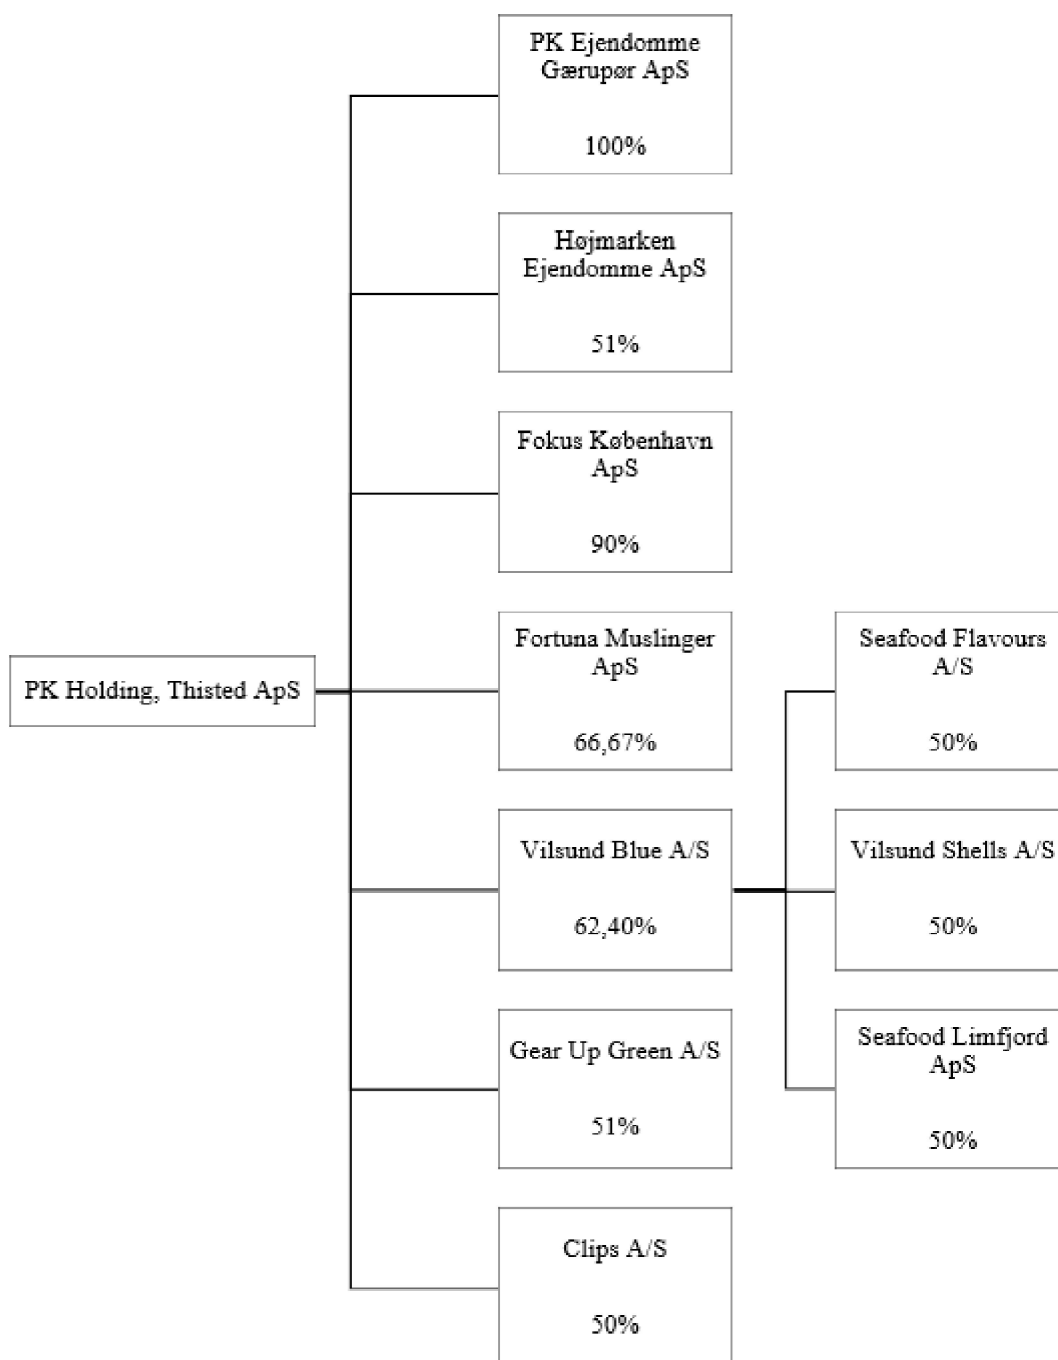 PK Ejendomme
Gærupør ApS
100%
Højmarken
Ejendomme ApS
51%
Fokus København
ApS
90%
Fortuna Muslinger
ApS
66,67%
Seafood Flavours
A/S
50%
PK Holding, Thisted ApS
Vilsund Blue A/S
62,40%
Vilsund Shells A/S
50%
Gear Up Green A/S
51%
Seafood Limfjord
ApS
50%
Clips A/S
50%